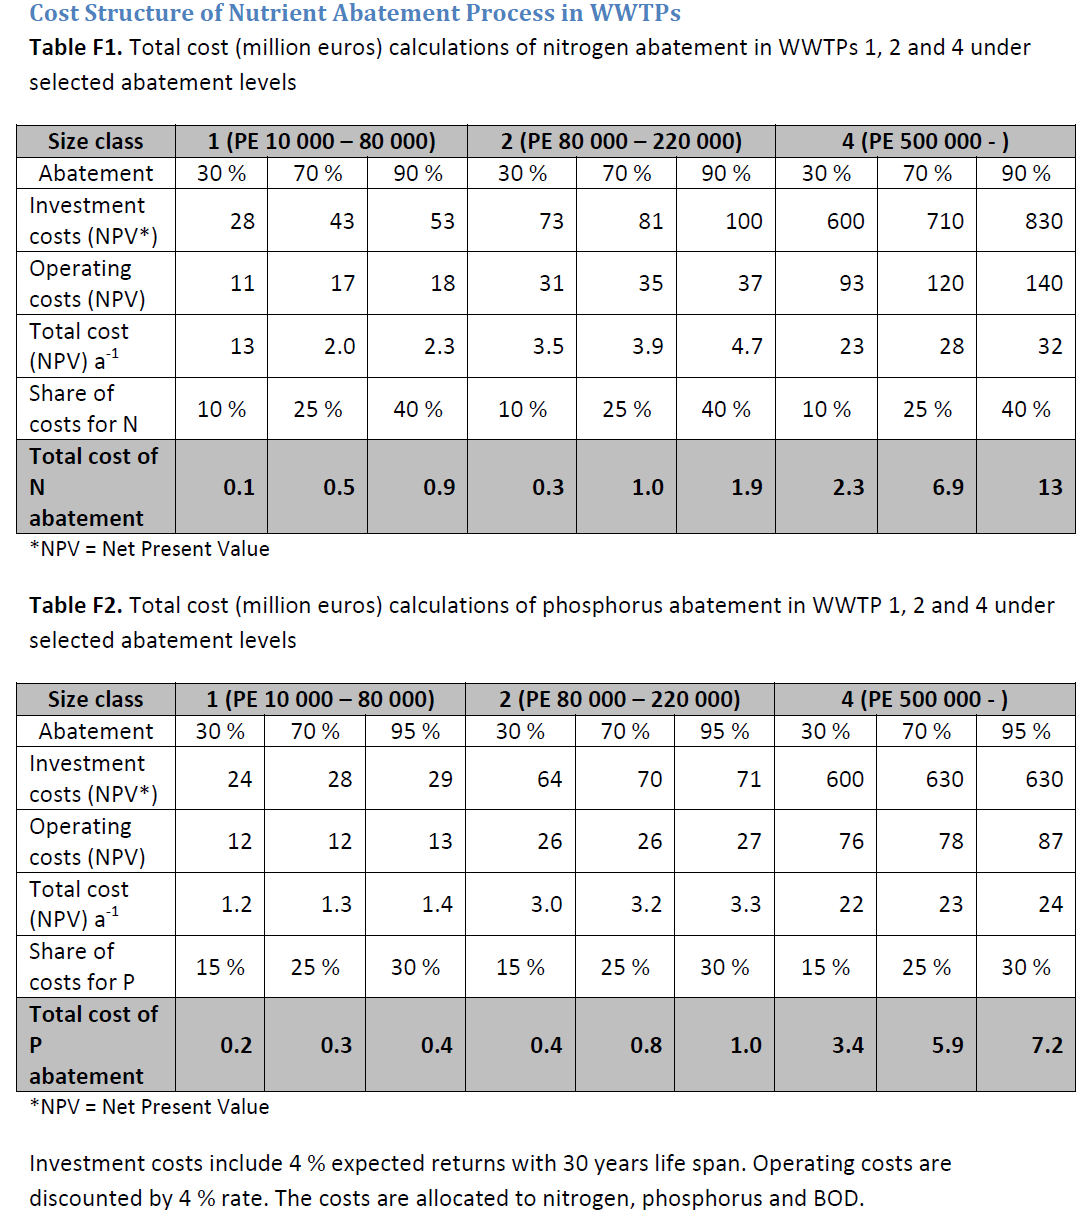 Cost Structure of Nutrient Abatement Process in WWTPs
Table F1. Total cost (million euros) calculations of nitrogen abatement in WWTPs 1, 2 and 4 under
selected abatement levels
Size class 1 (PE 10 000 – 80 000) 2 (PE 80 000 – 220 000) 4 (PE 500 000 - )
Abatement 30 % 70 % 90 % 30 % 70 % 90 % 30 % 70 % 90 %
Investment
costs (NPV*) 28 43 53 73 81 100 600 710 830
Operating
costs (NPV) 11 17 18 31 35 37 93 120 140
Total cost
(NPV) a-1 13 2.0 2.3 3.5 3.9 4.7 23 28 32
Share of
costs for N 10 % 25 % 40 % 10 % 25 % 40 % 10 % 25 % 40 %
Total cost of
N 0.1 0.5 0.9 0.3 1.0 1.9 2.3 6.9 13
abatement
*NPV = Net Present Value
Table F2. Total cost (million euros) calculations of phosphorus abatement in WWTP 1, 2 and 4 under
selected abatement levels
Size class 1 (PE 10 000 – 80 000) 2 (PE 80 000 – 220 000) 4 (PE 500 000 - )
Abatement 30 % 70 % 95 % 30 % 70 % 95 % 30 % 70 % 95 %
Investment
costs (NPV*) 24 28 29 64 70 71 600 630 630
Operating
costs (NPV) 12 12 13 26 26 27 76 78 87
Total cost
(NPV) a-1 1.2 1.3 1.4 3.0 3.2 3.3 22 23 24
Share of
costs for P 15 % 25 % 30 % 15 % 25 % 30 % 15 % 25 % 30 %
Total cost of
P 0.2 0.3 0.4 0.4 0.8 1.0 3.4 5.9 7.2
abatement
*NPV = Net Present Value
Investment costs include 4 % expected returns with 30 years life span. Operating costs are
discounted by 4 % rate. The costs are allocated to nitrogen, phosphorus and BOD.